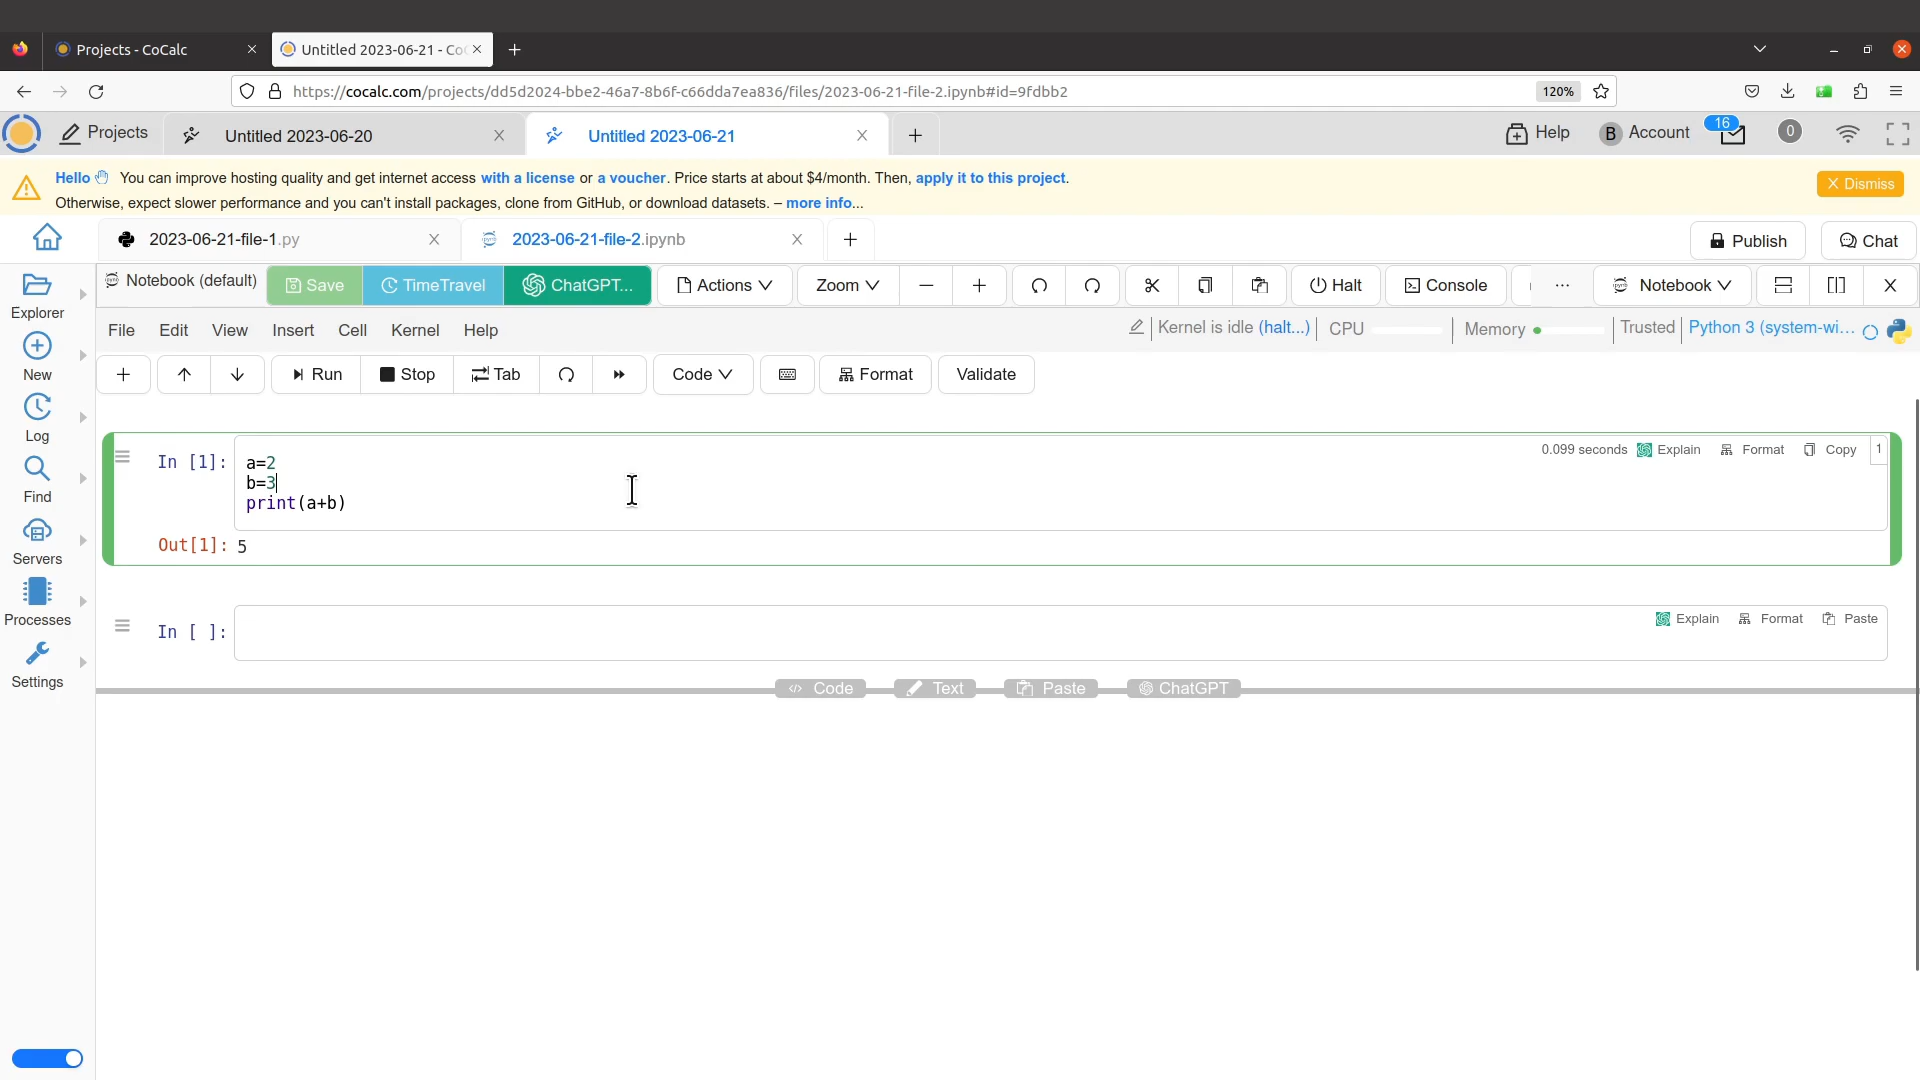 Projects - CoCalc
Untitled 2023-06-21 - Co
https://cocalc.com/projects/dd5d2024-bbe2-46a7-8b6f-c66dda7ea836/files/2023-06-21-file-2.ipynb#id=9fdbb2
120%
Projects
Untitled 2023-06-20
Untitled 2023-06-21
Help
B Account
16
0
Hello You can improve hosting quality and get internet access with a license or a voucher. Price starts at about $4/month. Then, apply it to this project.
Otherwise, expect slower performance and you can't install packages, clone from GitHub, or download datasets. – more info...
Dismiss
2023-06-21-file-1.py
2023-06-21-file-2.ipynb
Publish
Chat
Notebook (default)
Save
TimeTravel
ChatGPT...
Actions
Zoom
Halt
Console
Notebook
File
Edit
View
Insert
Cell
Kernel
Help
Kernel is idle (halt...)
CPU
Memory
Trusted
Python 3 (system-wi...
Run
Stop
Tab
Code
Format
Validate
Explorer
New
Log
Find
Servers
Processes
Settings
In [1]:
a=2
b=3
print(a+b)
0.099 seconds
Explain
Format
Copy
1
Out[1]: 5
In [ ]:
Explain
Format
Paste
Code
Text
Paste
ChatGPT